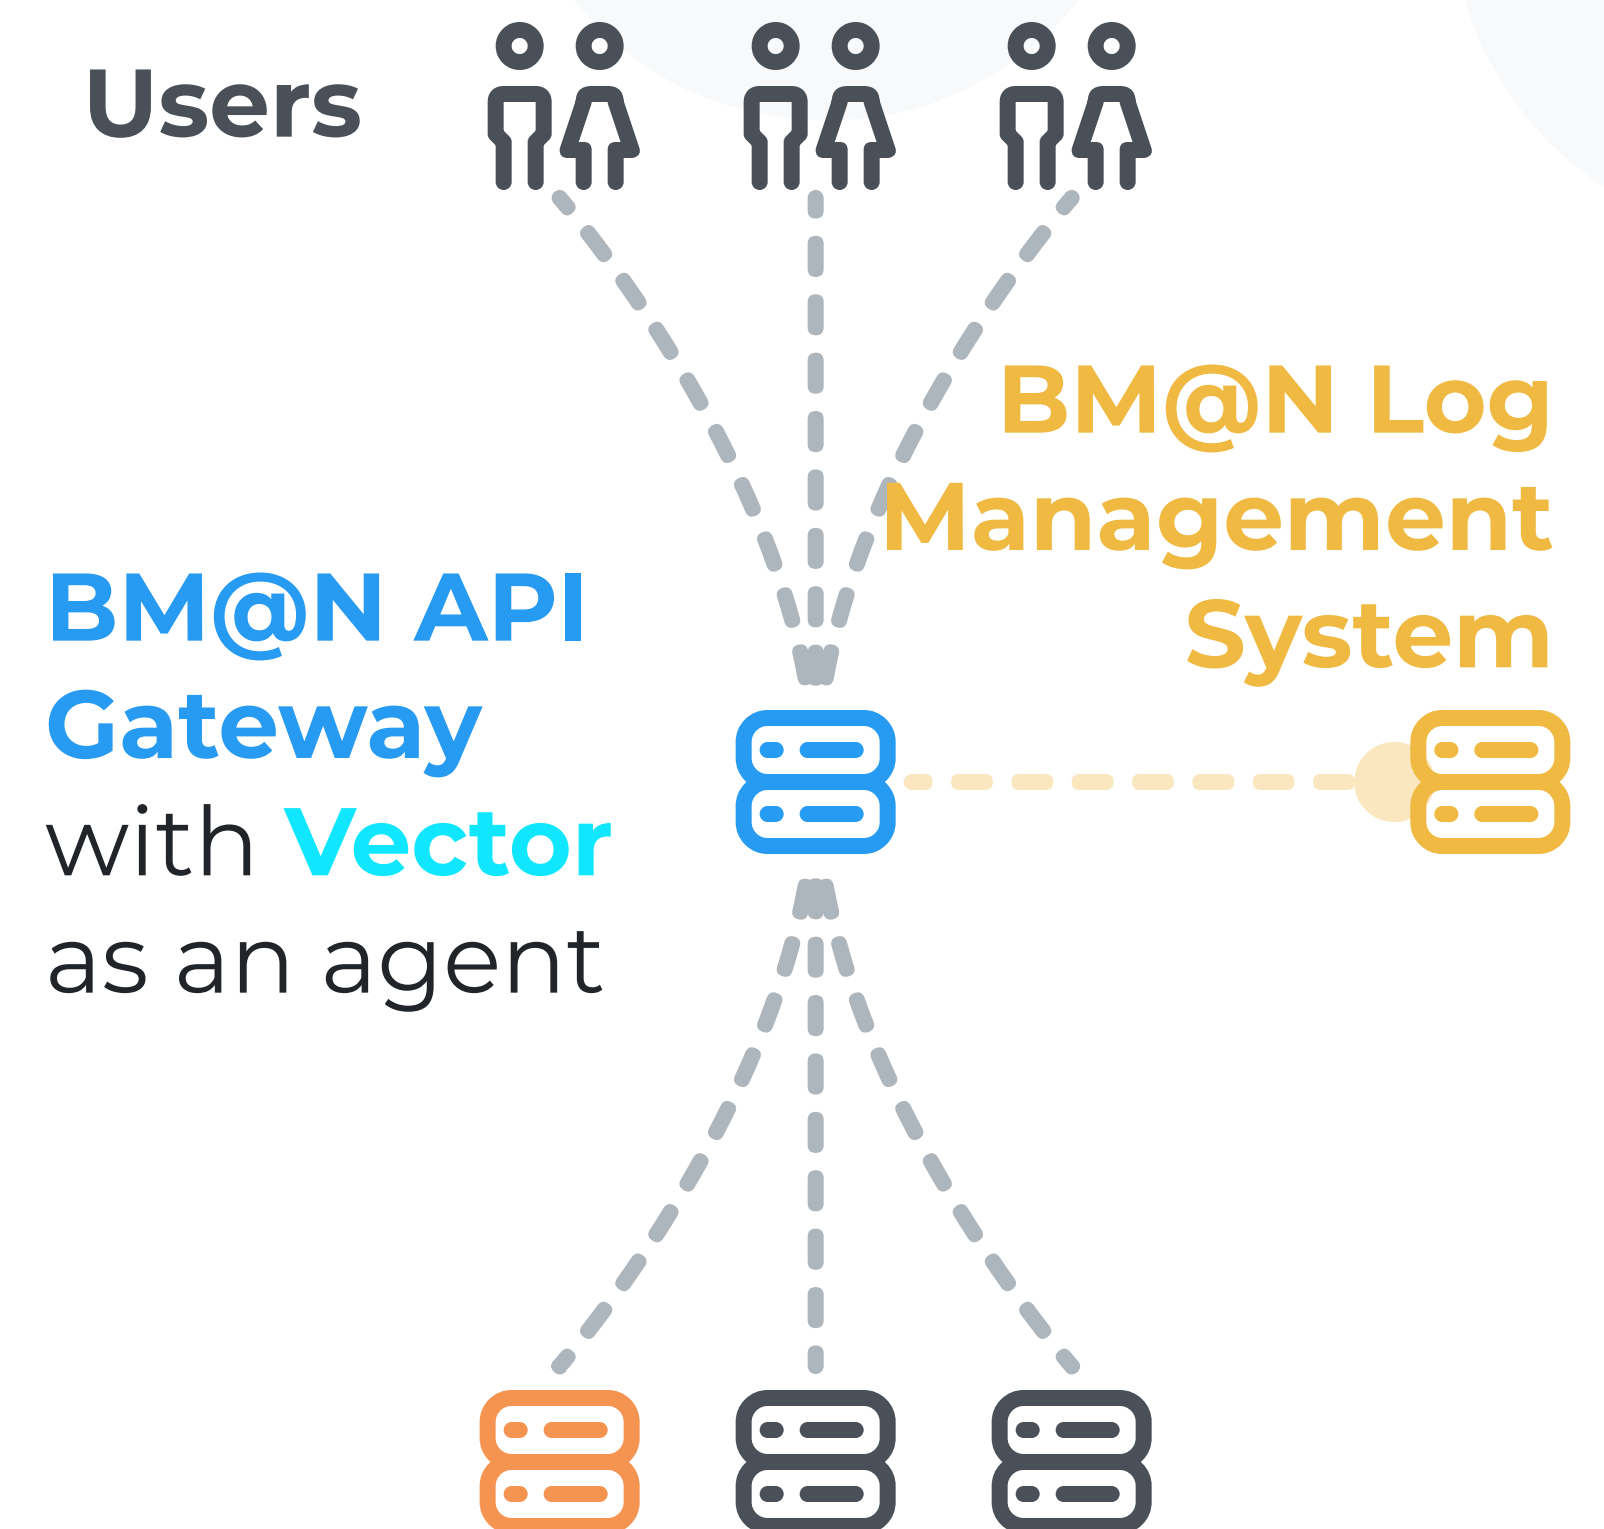 Users
BM@N Log
Management
System
BM@N API
Gateway
with Vector
as an agent